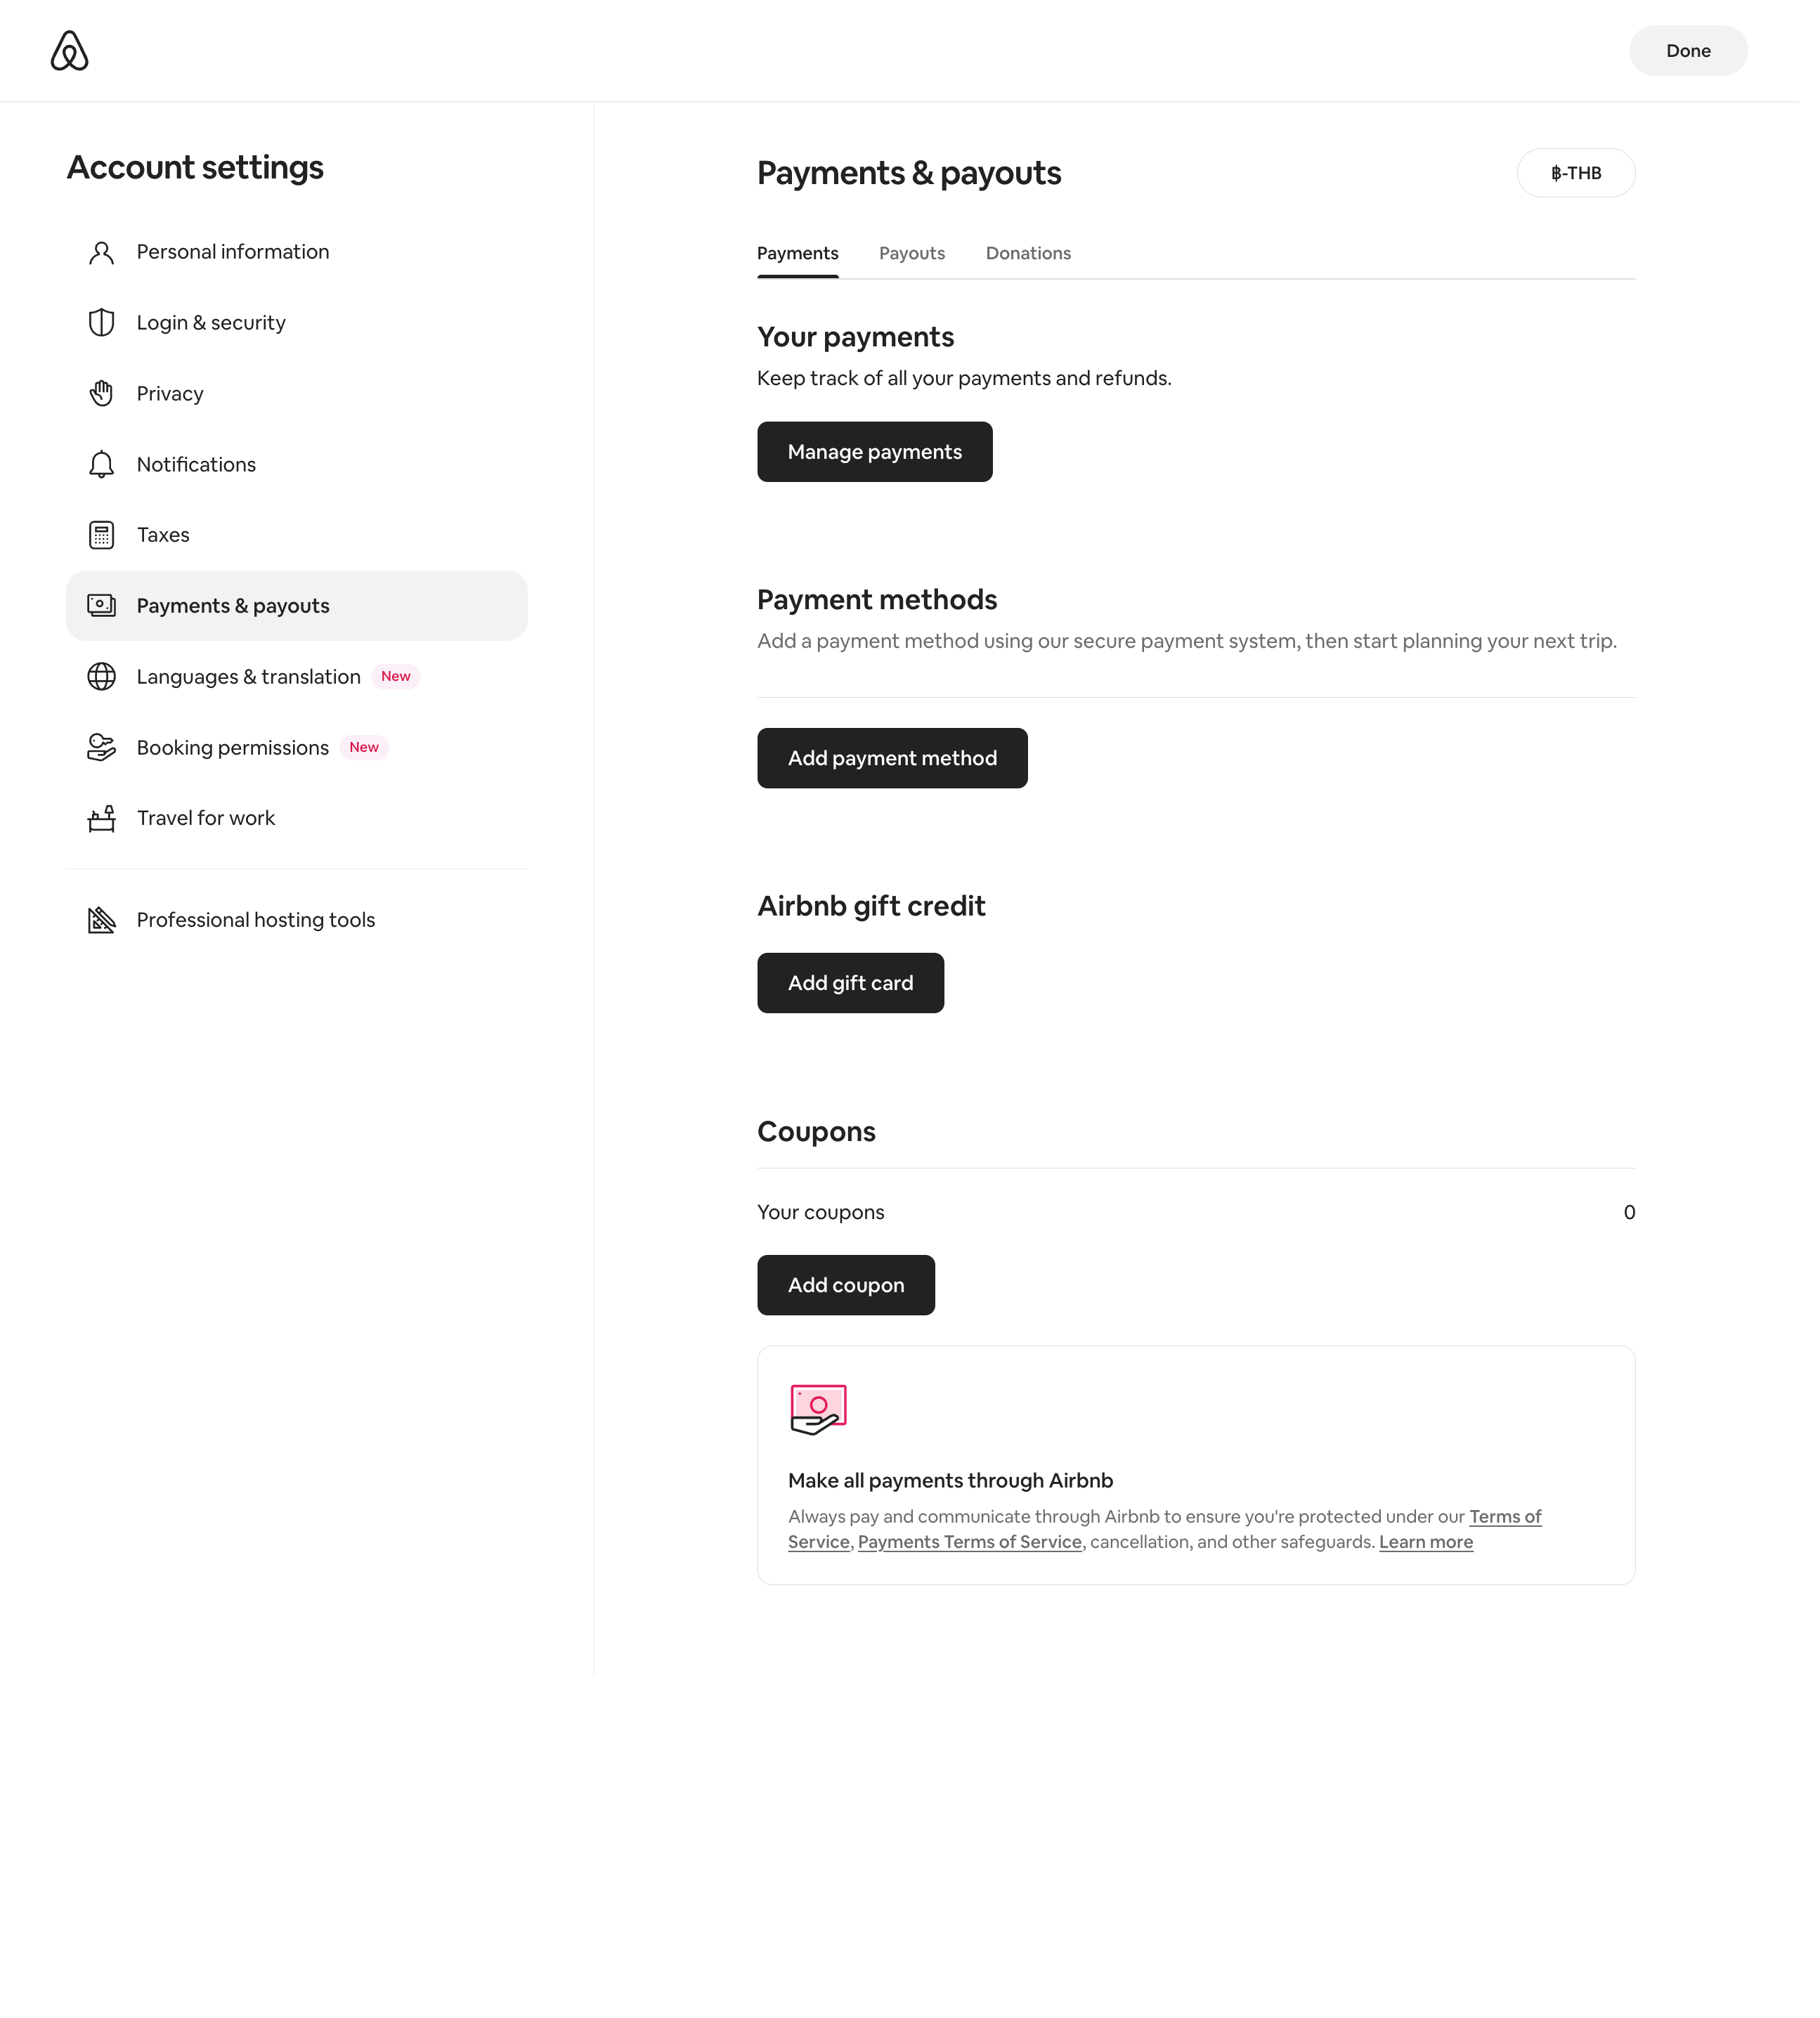 Done
Account settings
Personal information
Login & security
Privacy
Notifications
Taxes
Payments & payouts
Languages & translation New
Booking permissions New
Travel for work
Professional hosting tools
Payments & payouts
฿-THB
Payments Payouts Donations
Your payments
Keep track of all your payments and refunds.
Manage payments
Payment methods
Add a payment method using our secure payment system, then start planning your next trip.
Add payment method
Airbnb gift credit
Add gift card
Coupons
Your coupons 0
Add coupon
Make all payments through Airbnb
Always pay and communicate through Airbnb to ensure you're protected under our Terms of
Service, Payments Terms of Service, cancellation, and other safeguards. Learn more